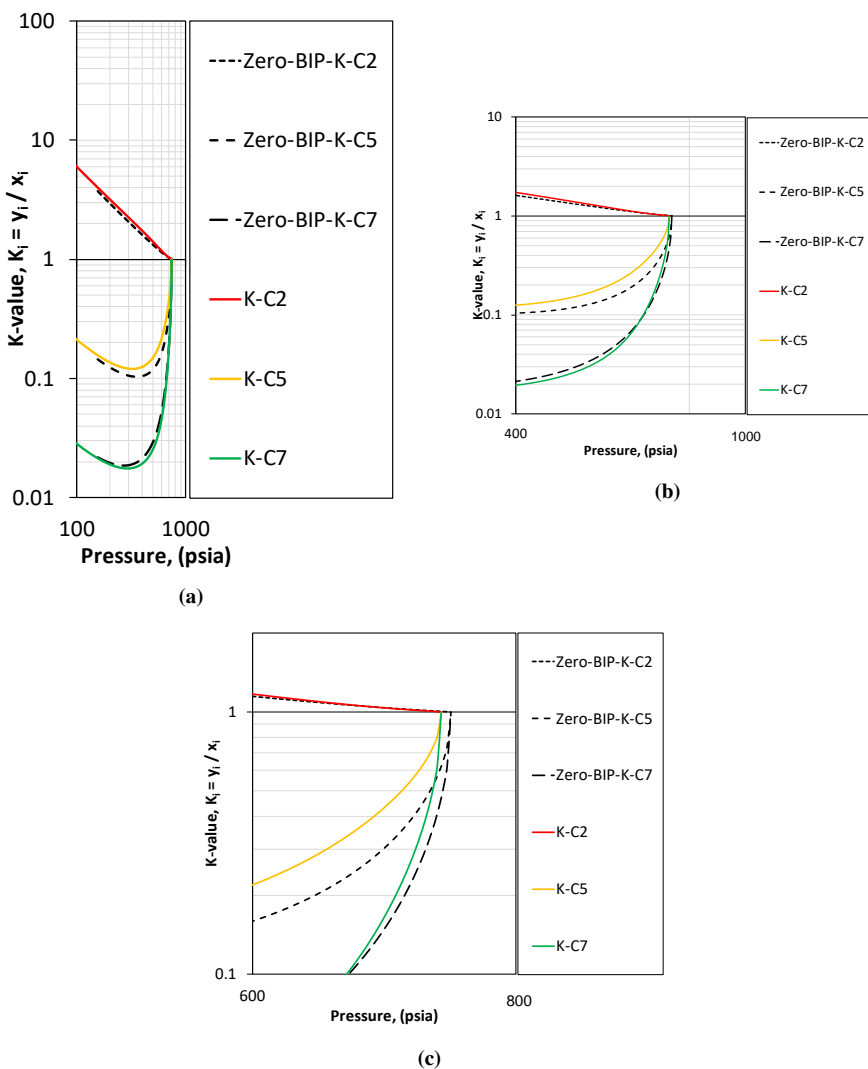 100
10
1
0.1
0.01
100
1000
K-value, Ki = yi / xi
Pressure, (psia)
Zero-BIP-K-C2
Zero-BIP-K-C5
Zero-BIP-K-C7
K-C2
K-C5
K-C7
(a)
10
1
0.1
0.01
400
1000
K-value, Ki = yi / xi
Pressure, (psia)
Zero-BIP-K-C2
Zero-BIP-K-C5
Zero-BIP-K-C7
K-C2
K-C5
K-C7
(b)
1
0.1
600
800
K-value, Ki = yi / xi
Pressure, (psia)
Zero-BIP-K-C2
Zero-BIP-K-C5
Zero-BIP-K-C7
K-C2
K-C5
K-C7
(c)